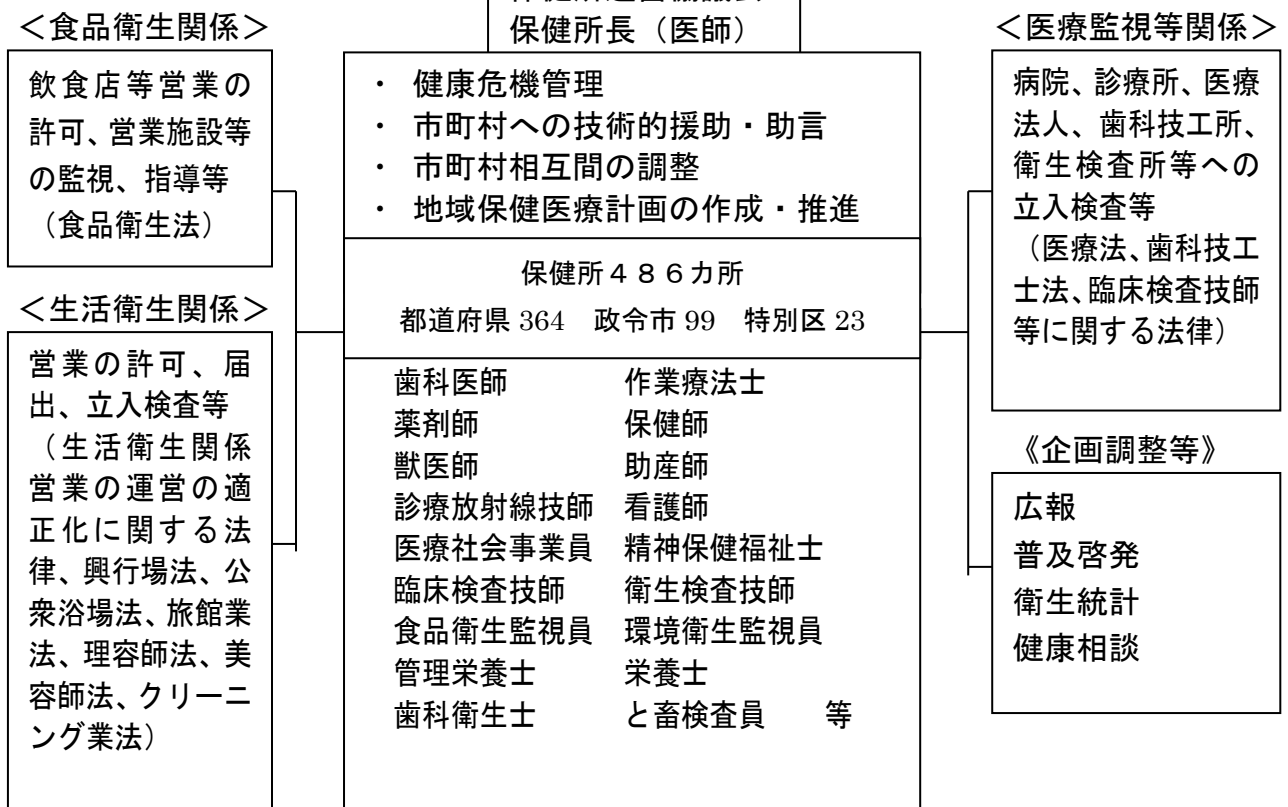 ＜食品衛生関係＞
飲食店等営業の
許可、営業施設等
の監視、指導等
（食品衛生法）
＜生活衛生関係＞
営業の許可、届
出、立入検査等
（生活衛生関係
営業の運営の適
正化に関する法
律、興行場法、公
衆浴場法、旅館業
法、理容師法、美
容師法、クリーニ
ング業法）
保健所長（医師）
・ 健康危機管理
・ 市町村への技術的援助・助言
・ 市町村相互間の調整
・ 地域保健医療計画の作成・推進
保健所４８６カ所
都道府県 364 政令市 99 特別区 23
歯科医師 作業療法士
薬剤師 保健師
獣医師 助産師
診療放射線技師 看護師
医療社会事業員 精神保健福祉士
臨床検査技師 衛生検査技師
食品衛生監視員 環境衛生監視員
管理栄養士 栄養士
歯科衛生士 と畜検査員 等
＜医療監視等関係＞
病院、診療所、医療
法人、歯科技工所、
衛生検査所等への
立入検査等
（医療法、歯科技工
士法、臨床検査技師
等に関する法律）
《企画調整等》
広報
普及啓発
衛生統計
健康相談